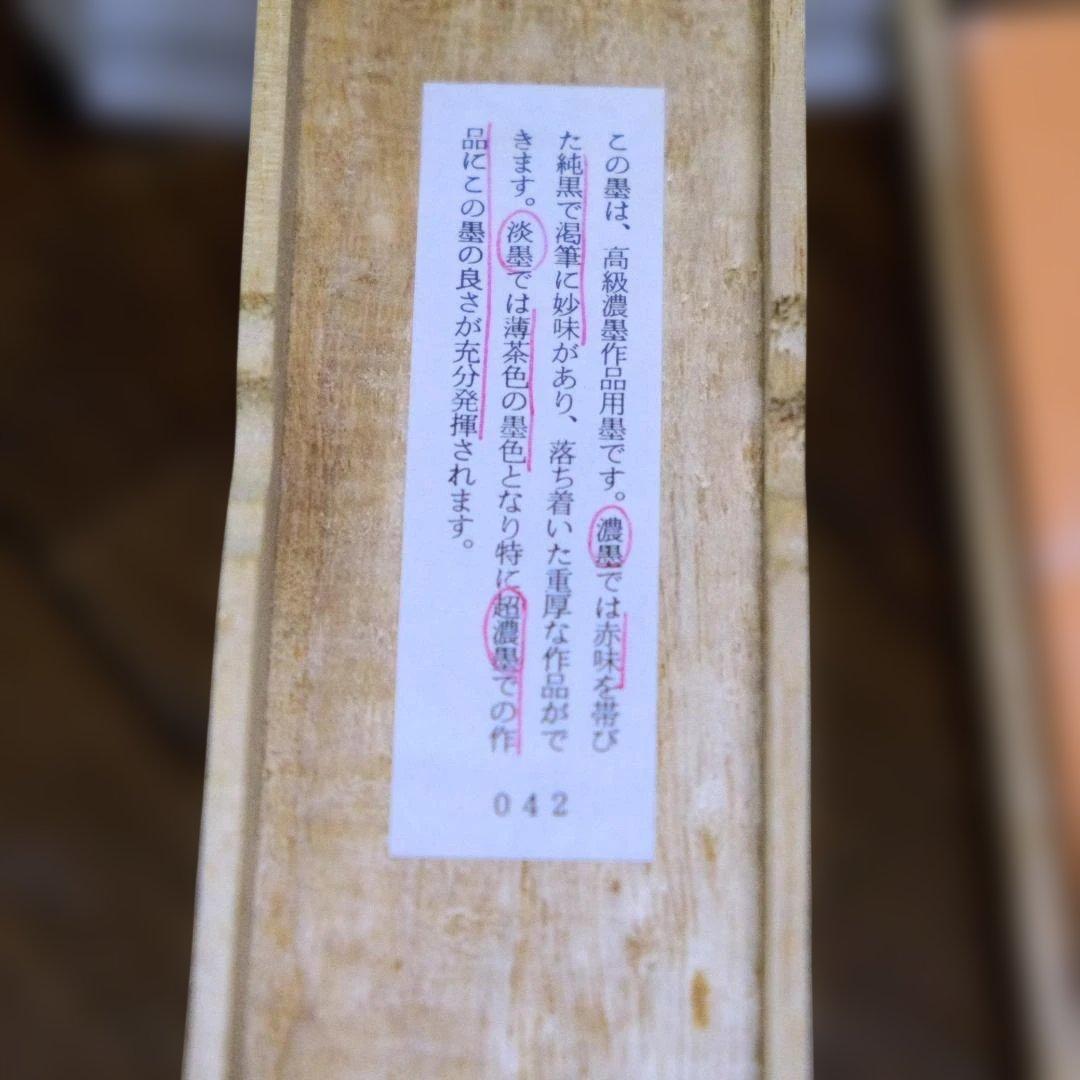 この墨は、高級濃墨作品用墨です。濃墨では赤味を帯び
た純黒で渇筆に妙味があり、落ち着いた重厚な作品がで
きます。淡墨では薄茶色の墨色となり特に超濃墨での作
品にこの墨の良さが充分発揮されます。
042